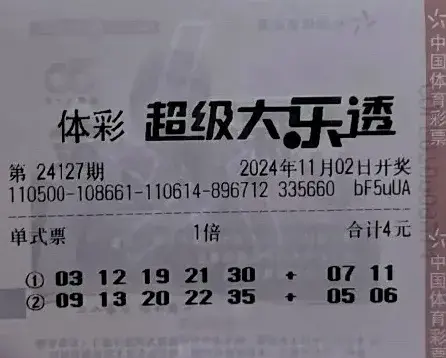 体彩 超级大乐透
第 24127期 2024年11月02日开奖
110500-108661-110614-896712 335660 bF5uUA
单式票 1倍 合计4元
① 03 12 19 21 30 + 07 11
② 09 13 20 22 35 + 05 06
中国体育彩票
中国体育彩票